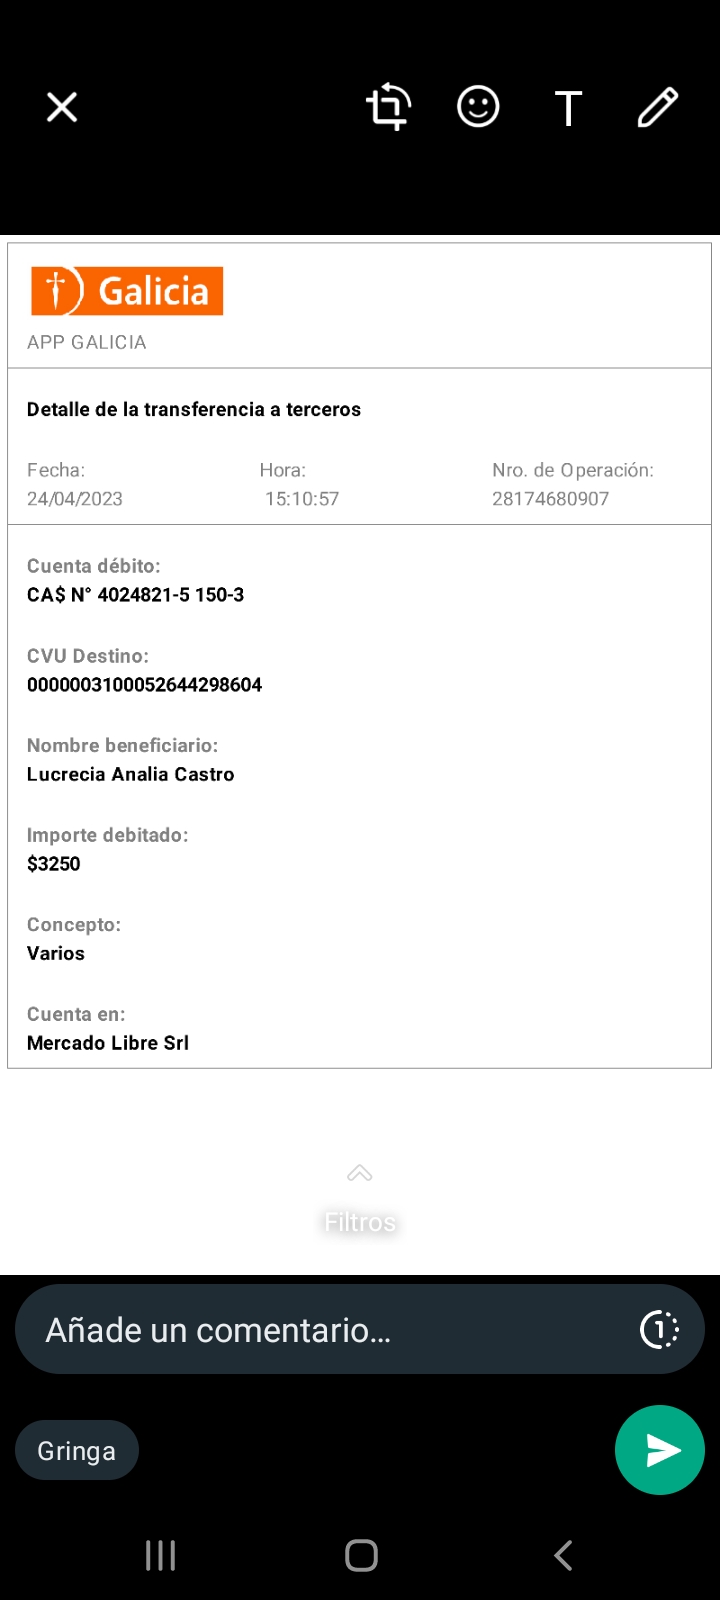 T
Galicia
APP GALICIA
Detalle de la transferencia a terceros
Fecha: Hora: Nro. de Operación:
24/04/2023 15:10:57 28174680907
Cuenta débito:
CA$ N° 4024821-5 150-3
CVU Destino:
0000003100052644298604
Nombre beneficiario:
Lucrecia Analia Castro
Importe debitado:
$3250
Concepto:
Varios
Cuenta en:
Mercado Libre Srl
Filtros
Añade un comentario...
1
Gringa